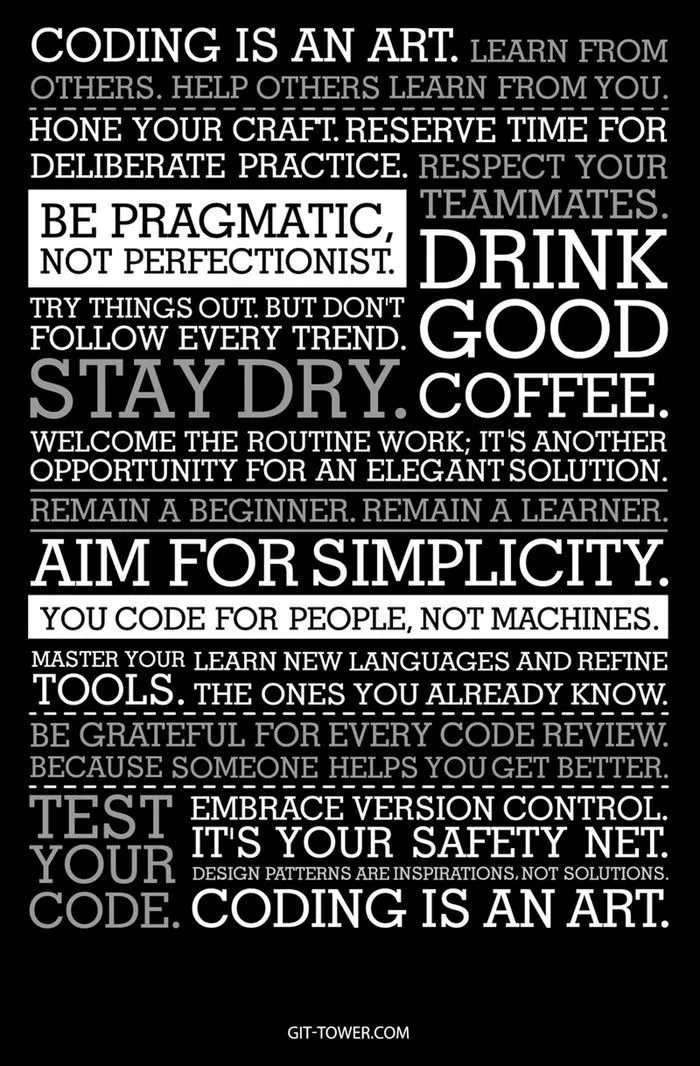 CODING IS AN ART. LEARN FROM
OTHERS. HELP OTHERS LEARN FROM YOU.
HONE YOUR CRAFT. RESERVE TIME FOR
DELIBERATE PRACTICE. RESPECT YOUR
TEAMMATES.
BE PRAGMATIC,
NOT PERFECTIONIST.
DRINK
GOOD
COFFEE.
TRY THINGS OUT. BUT DON'T
FOLLOW EVERY TREND.
STAY DRY.
WELCOME THE ROUTINE WORK; IT'S ANOTHER
OPPORTUNITY FOR AN ELEGANT SOLUTION.
REMAIN A BEGINNER. REMAIN A LEARNER.
AIM FOR SIMPLICITY.
YOU CODE FOR PEOPLE, NOT MACHINES.
MASTER YOUR
TOOLS.
LEARN NEW LANGUAGES AND REFINE
THE ONES YOU ALREADY KNOW.
BE GRATEFUL FOR EVERY CODE REVIEW.
BECAUSE SOMEONE HELPS YOU GET BETTER.
TEST
YOUR
CODE.
EMBRACE VERSION CONTROL.
IT'S YOUR SAFETY NET.
DESIGN PATTERNS ARE INSPIRATIONS, NOT SOLUTIONS.
CODING IS AN ART.
GIT-TOWER.COM